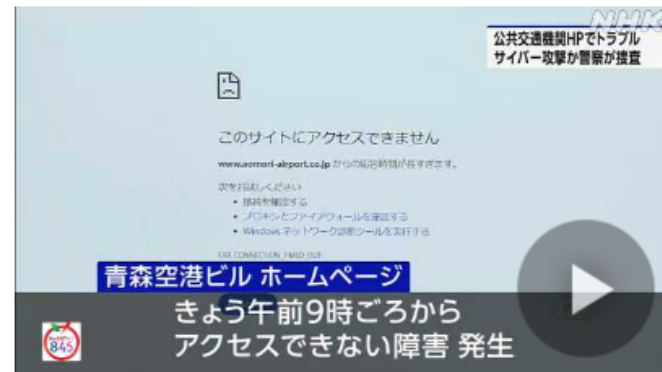 NHK
公共交通機関HPでトラブル
サイバー攻撃か警察が捜査
このサイトにアクセスできません
www.aomori-airport.co.jp からの応答時間が長すぎます。
次をお試しください
• 接続を確認する
• プロキシとファイアウォールを確認する
• Windows ネットワーク診断ツールを実行する
青森空港ビル ホームページ
きょう午前9時ごろから
アクセスできない障害 発生
845